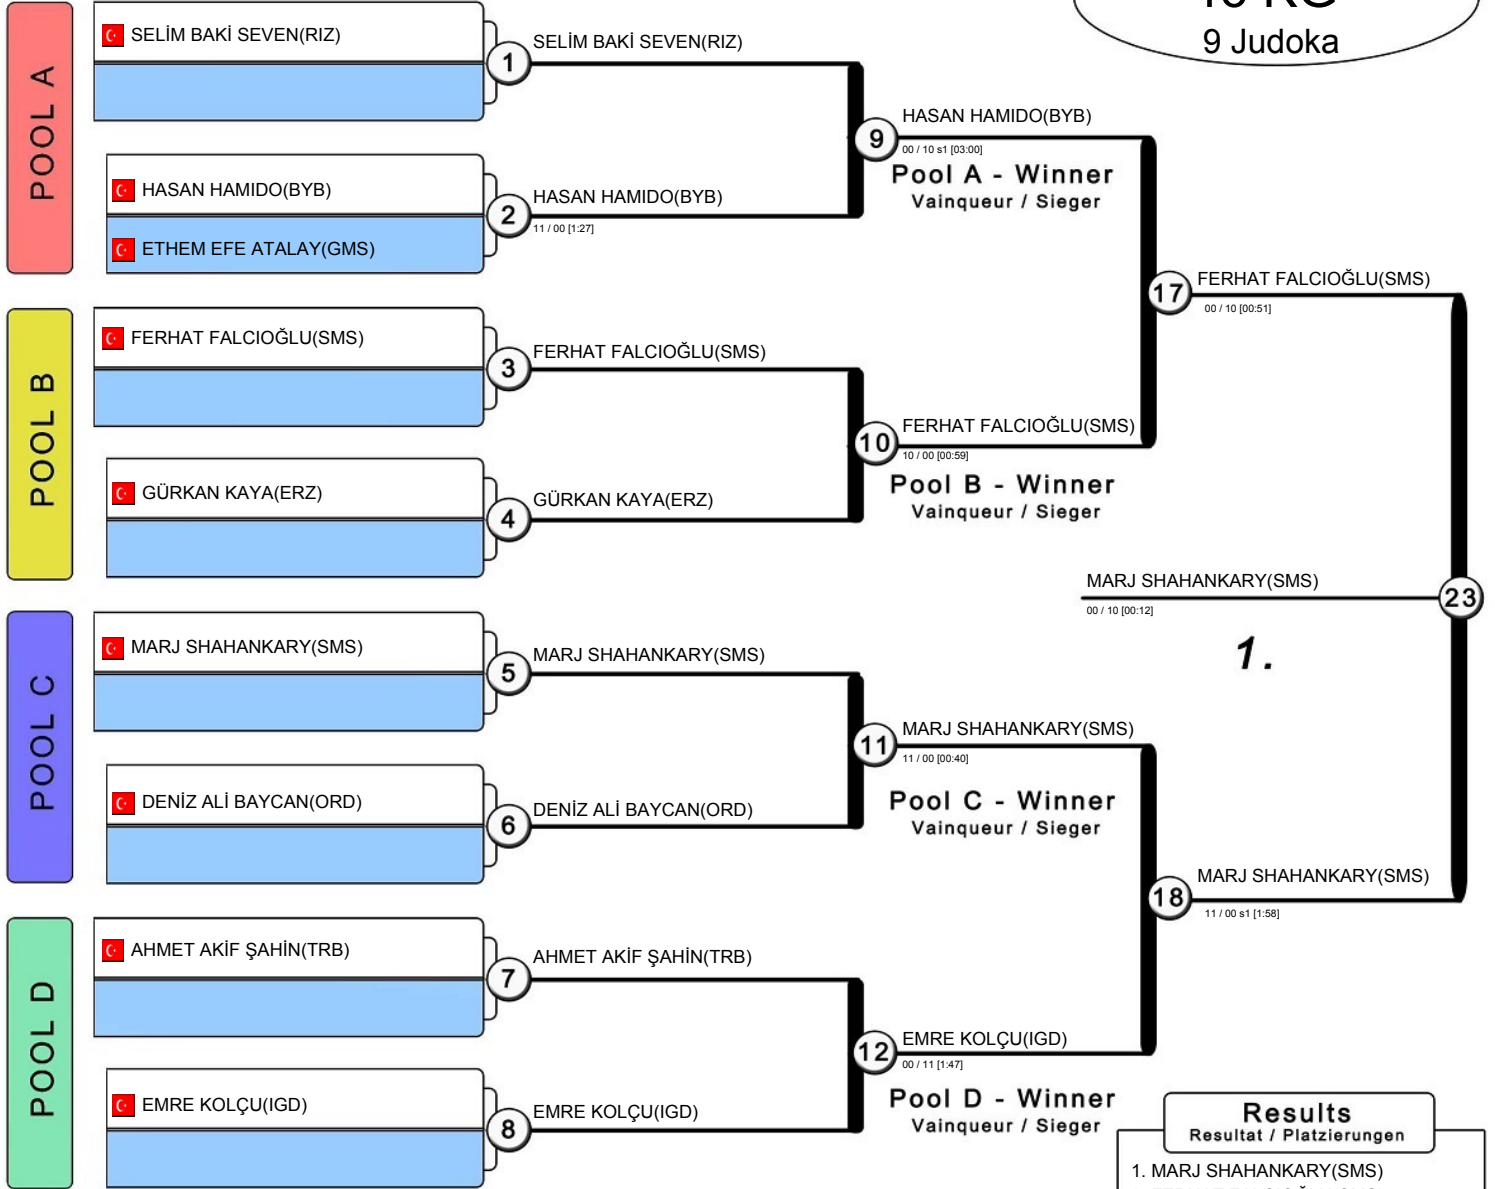 9 Judoka
POOL A
SELİM BAKİ SEVEN(RIZ)
1
SELİM BAKİ SEVEN(RIZ)
HASAN HAMIDO(BYB)
ETHEM EFE ATALAY(GMS)
2
HASAN HAMIDO(BYB)
11 / 00 [1:27]
9
HASAN HAMIDO(BYB)
00 / 10 s1 [03:00]
Pool A - Winner
Vainqueur / Sieger
POOL B
FERHAT FALCIOĞLU(SMS)
3
FERHAT FALCIOĞLU(SMS)
GÜRKAN KAYA(ERZ)
4
GÜRKAN KAYA(ERZ)
10
FERHAT FALCIOĞLU(SMS)
10 / 00 [00:59]
Pool B - Winner
Vainqueur / Sieger
17
FERHAT FALCIOĞLU(SMS)
00 / 10 [00:51]
MARJ SHAHANKARY(SMS)
00 / 10 [00:12]
23
1.
POOL C
MARJ SHAHANKARY(SMS)
5
MARJ SHAHANKARY(SMS)
DENİZ ALİ BAYCAN(ORD)
6
DENİZ ALİ BAYCAN(ORD)
11
MARJ SHAHANKARY(SMS)
11 / 00 [00:40]
Pool C - Winner
Vainqueur / Sieger
18
MARJ SHAHANKARY(SMS)
11 / 00 s1 [1:58]
POOL D
AHMET AKİF ŞAHİN(TRB)
7
AHMET AKİF ŞAHİN(TRB)
EMRE KOLÇU(IGD)
8
EMRE KOLÇU(IGD)
12
EMRE KOLÇU(IGD)
00 / 11 [1:47]
Pool D - Winner
Vainqueur / Sieger
Results
Resultat / Platzierungen
1. MARJ SHAHANKARY(SMS)